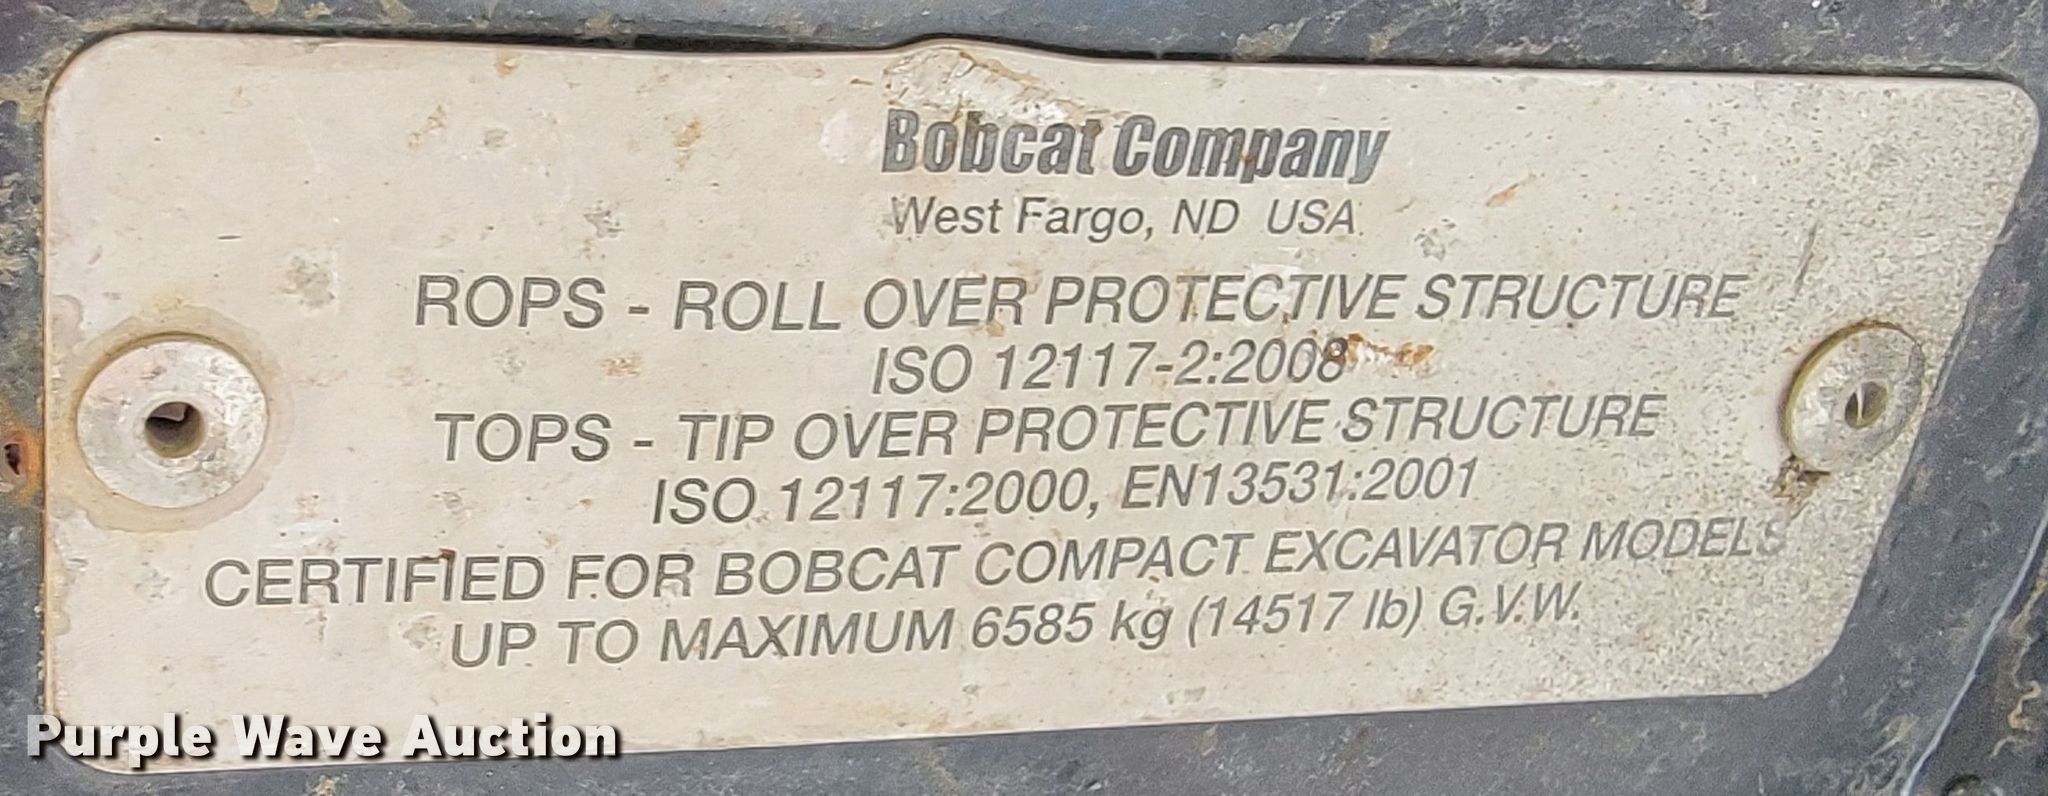 Bobcat Company
West Fargo, ND USA
ROPS - ROLL OVER PROTECTIVE STRUCTURE
ISO 12117-2:2008
TOPS - TIP OVER PROTECTIVE STRUCTURE
ISO 12117:2000, EN13531:2001
CERTIFIED FOR BOBCAT COMPACT EXCAVATOR MODELS
UP TO MAXIMUM 6585 kg (14517 lb) G.V.W.
Purple Wave Auction